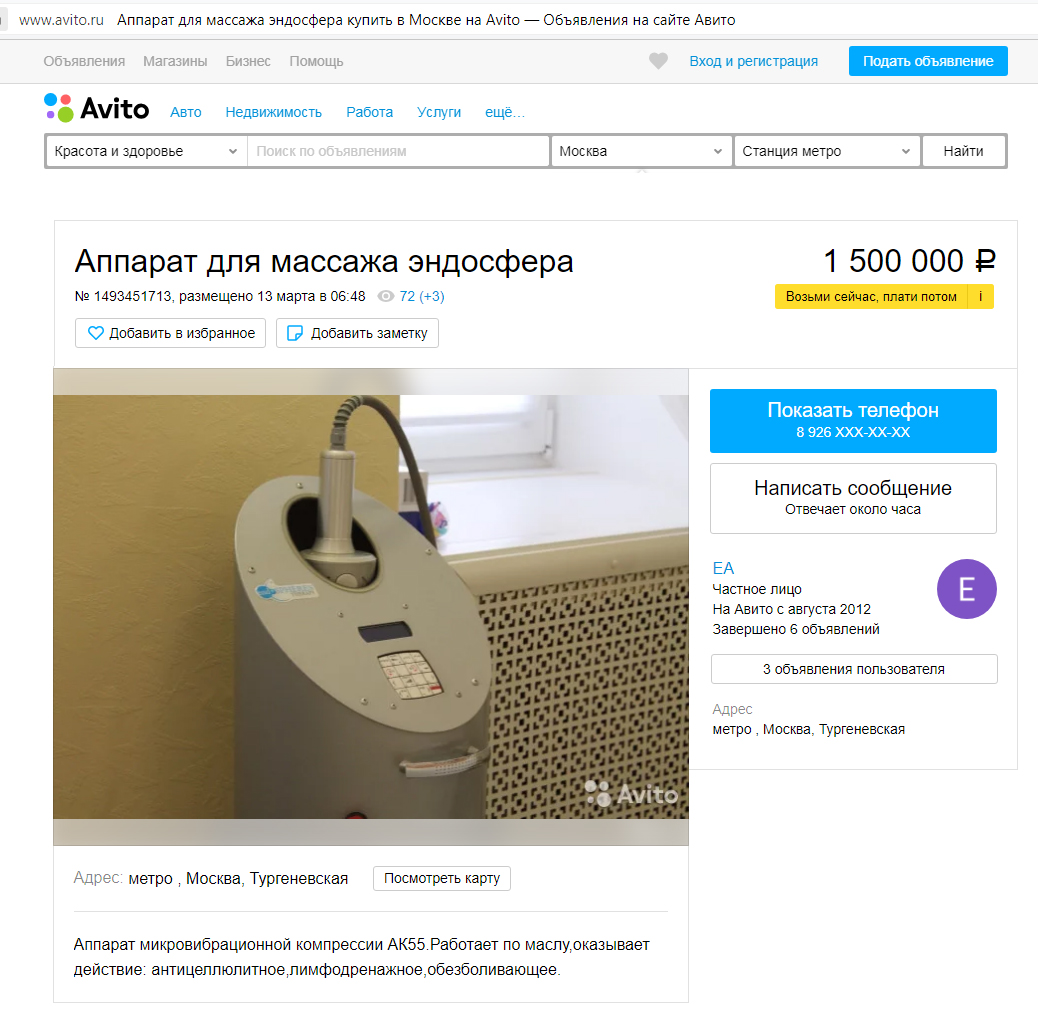 www.avito.ru Аппарат для массажа эндосфера купить в Москве на Avito — Объявления на сайте Авито
Объявления Магазины Бизнес Помощь Вход и регистрация Подать объявление
Avito Авто Недвижимость Работа Услуги ещё...
Красота и здоровье Поиск по объявлениям Москва Станция метро Найти
Аппарат для массажа эндосфера 1 500 000 ₽
№ 1493451713, размещено 13 марта в 06:48 72 (+3) Возьми сейчас, плати потом i
Добавить в избранное Добавить заметку
Показать телефон
8 926 XXX-XX-XX
Написать сообщение
Отвечает около часа
ЕА
Частное лицо
На Авито с августа 2012
Завершено 6 объявлений
Е
3 объявления пользователя
Адрес
метро , Москва, Тургеневская
Avito
Адрес: метро , Москва, Тургеневская Посмотреть карту
Аппарат микровибрационной компрессии АК55.Работает по маслу,оказывает
действие: антицеллюлитное,лимфодренажное,обезболивающее.